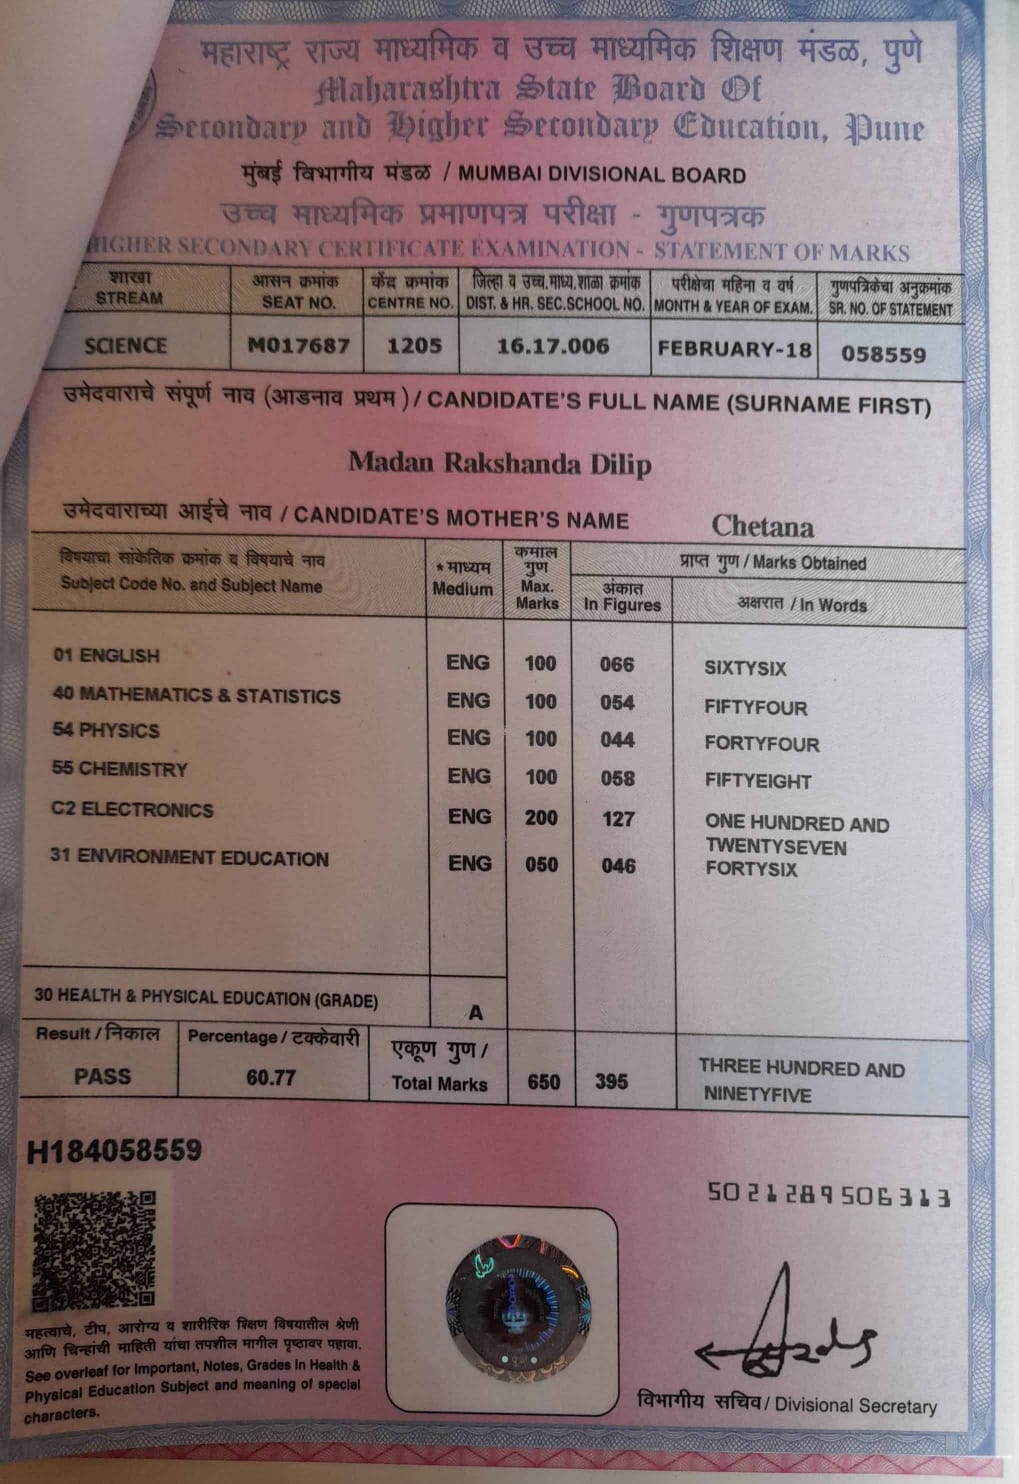 महाराष्ट्र राज्य माध्यमिक व उच्च माध्यमिक शिक्षण मंडळ, पुणे
Maharashtra State Board Of
Secondary and Higher Secondary Education, Pune
मुंबई विभागीय मंडळ / MUMBAI DIVISIONAL BOARD
उच्च माध्यमिक प्रमाणपत्र परीक्षा - गुणपत्रक
HIGHER SECONDARY CERTIFICATE EXAMINATION - STATEMENT OF MARKS
शाखा आसन क्रमांक केंद्र क्रमांक जिल्हा व उच्च.माध्य.शाळा क्रमांक परीक्षेचा महिना व वर्ष गुणपत्रिकेचा अनुक्रमांक
STREAM SEAT NO. CENTRE NO. DIST. & HR. SEC.SCHOOL NO. MONTH & YEAR OF EXAM. SR. NO. OF STATEMENT
SCIENCE M017687 1205 16.17.006 FEBRUARY-18 058559
उमेदवाराचे संपूर्ण नाव (आडनाव प्रथम) / CANDIDATE'S FULL NAME (SURNAME FIRST)
Madan Rakshanda Dilip
उमेदवाराच्या आईचे नाव / CANDIDATE'S MOTHER'S NAME Chetana
विषयाचा सांकेतिक क्रमांक व विषयाचे नाव * माध्यम कमाल गुण प्राप्त गुण / Marks Obtained
Subject Code No. and Subject Name Medium Max. Marks अंकात In Figures अक्षरात / In Words
01 ENGLISH ENG 100 066 SIXTYSIX
40 MATHEMATICS & STATISTICS ENG 100 054 FIFTYFOUR
54 PHYSICS ENG 100 044 FORTYFOUR
55 CHEMISTRY ENG 100 058 FIFTYEIGHT
C2 ELECTRONICS ENG 200 127 ONE HUNDRED AND
TWENTYSEVEN
31 ENVIRONMENT EDUCATION ENG 050 046 FORTYSIX
30 HEALTH & PHYSICAL EDUCATION (GRADE) A
Result / निकाल Percentage / टक्केवारी एकूण गुण /
PASS 60.77 Total Marks 650 395 THREE HUNDRED AND
NINETYFIVE
H184058559
5021289506313
महत्वाचे, टीप, आरोग्य व शारीरिक शिक्षण विषयातील श्रेणी
आणि चिन्हांची माहिती यांचा तपशील मागील पृष्ठावर पहावा.
See overleaf for Important, Notes, Grades in Health &
Physical Education Subject and meaning of special
characters.
विभागीय सचिव / Divisional Secretary